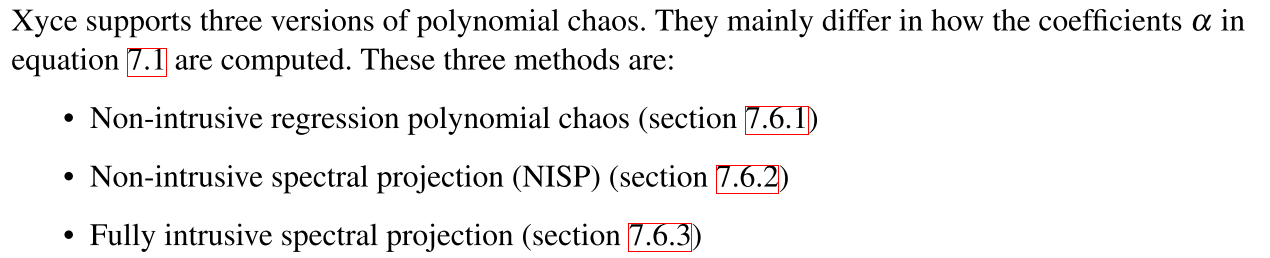 Xyce supports three versions of polynomial chaos. They mainly differ in how the coefficients α in
equation 7.1 are computed. These three methods are:
• Non-intrusive regression polynomial chaos (section 7.6.1)
• Non-intrusive spectral projection (NISP) (section 7.6.2)
• Fully intrusive spectral projection (section 7.6.3)